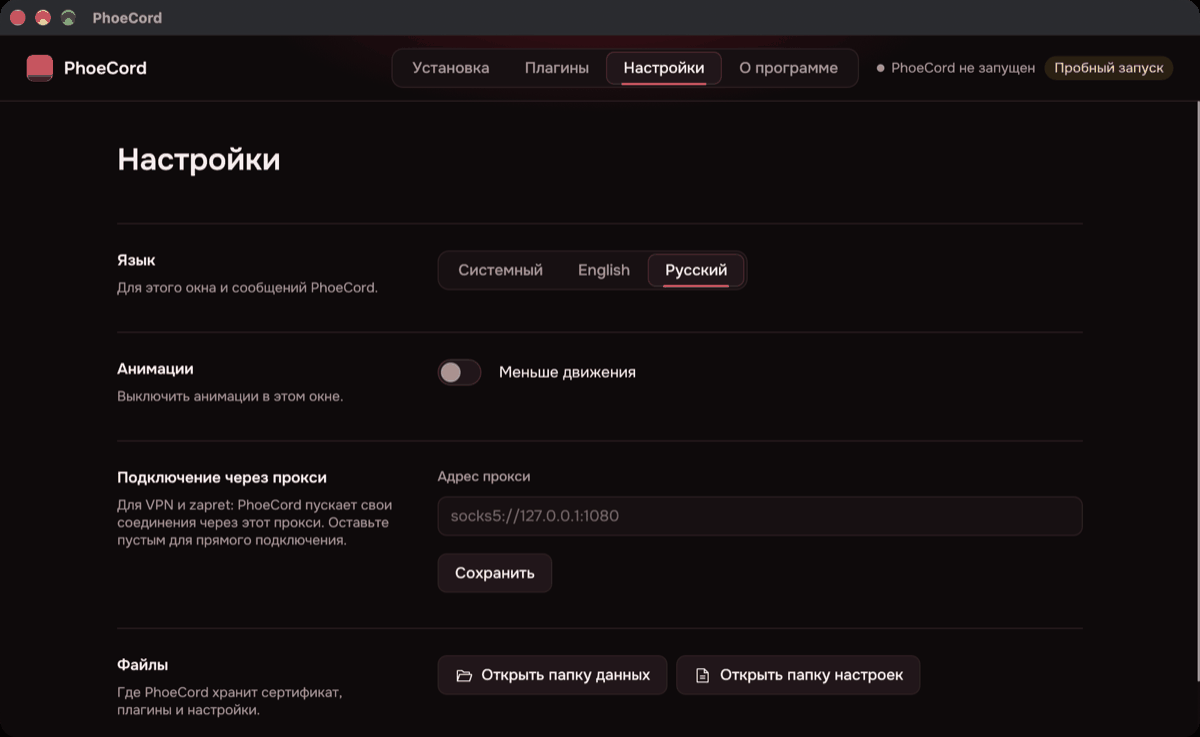 PhoeCord
PhoeCord
Установка
Плагины
Настройки
О программе
PhoeCord не запущен
Пробный запуск
Настройки
Язык
Для этого окна и сообщений PhoeCord.
Системный
English
Русский
Анимации
Выключить анимации в этом окне.
Меньше движения
Подключение через прокси
Для VPN и zapret: PhoeCord пускает свои
соединения через этот прокси. Оставьте
пустым для прямого подключения.
Адрес прокси
socks5://127.0.0.1:1080
Сохранить
Файлы
Где PhoeCord хранит сертификат,
плагины и настройки.
Открыть папку данных
Открыть папку настроек